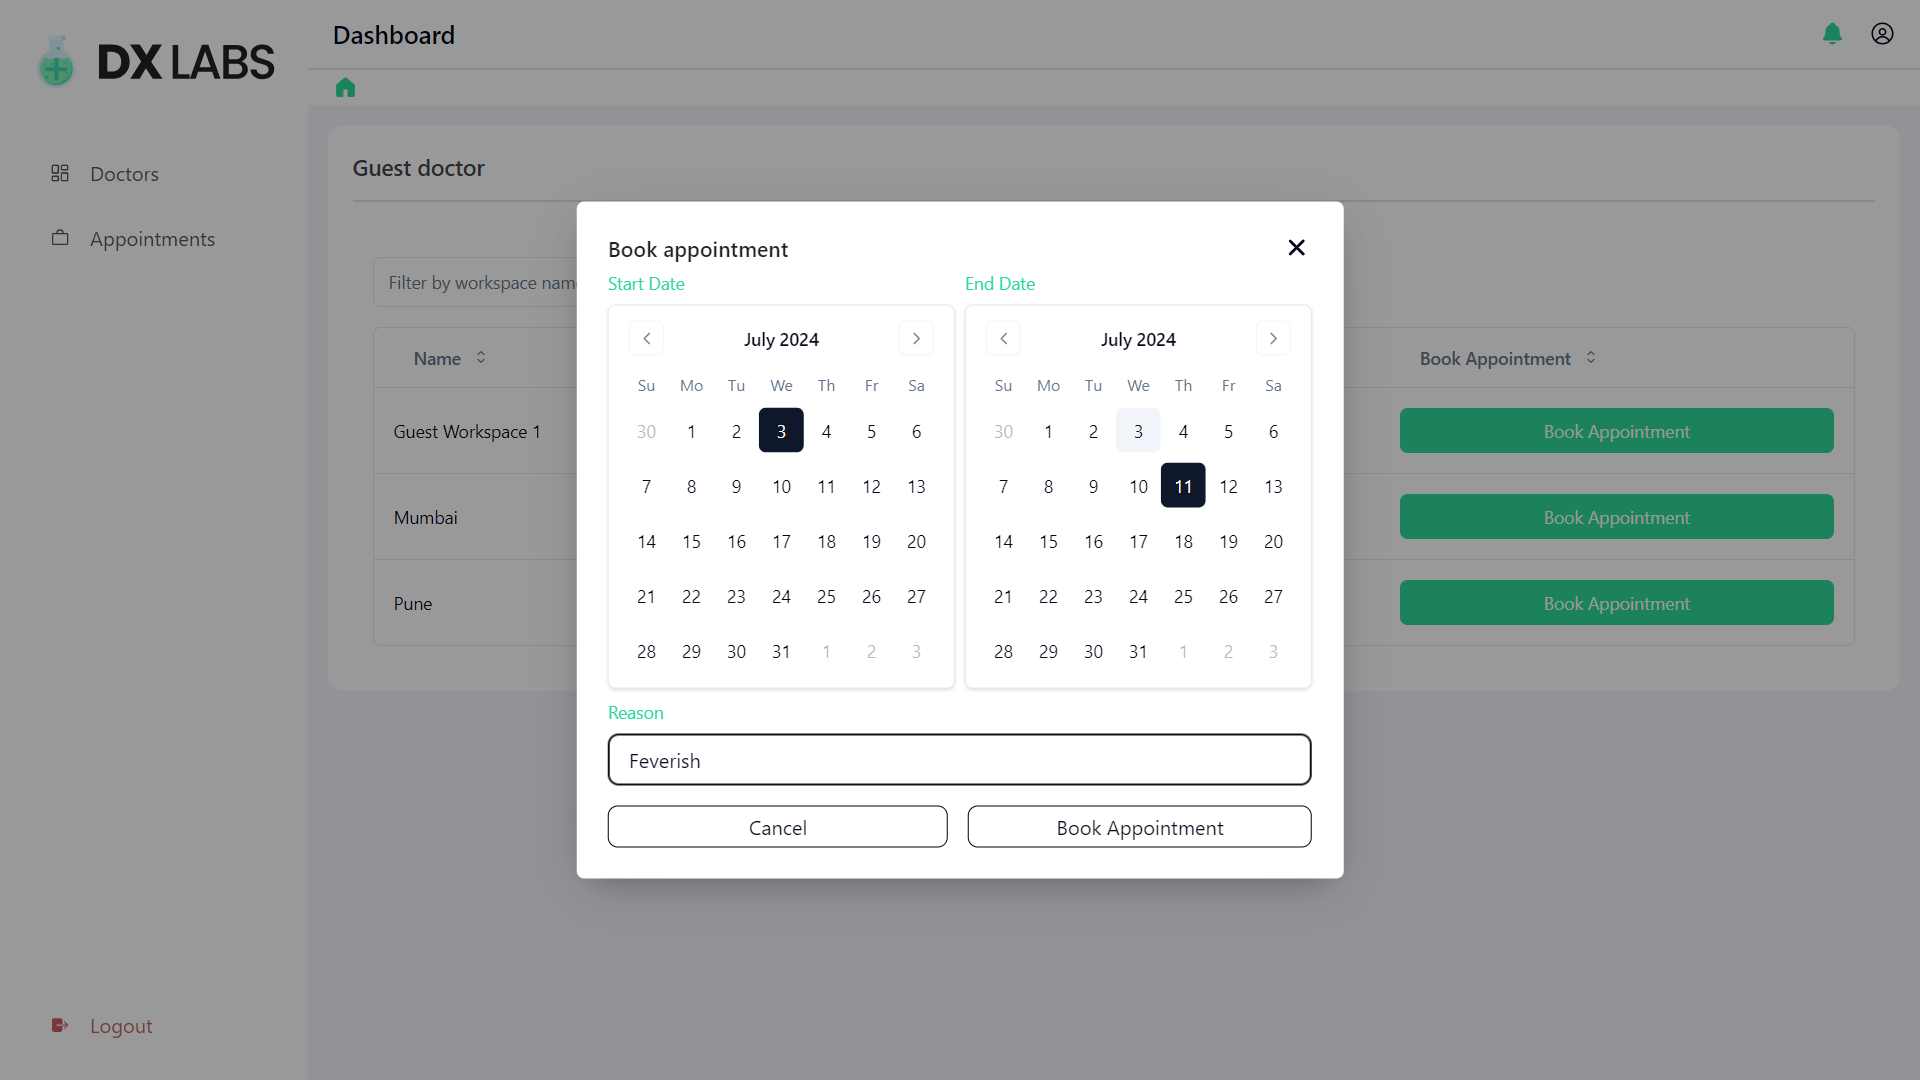 DX LABS
Dashboard
Doctors
Appointments
Logout
Guest doctor
Filter by workspace nam
Name
Book Appointment
Guest Workspace 1
Book Appointment
Mumbai
Book Appointment
Pune
Book Appointment
Book appointment
Start Date
July 2024
Su Mo Tu We Th Fr Sa
30 1 2 3 4 5 6
7 8 9 10 11 12 13
14 15 16 17 18 19 20
21 22 23 24 25 26 27
28 29 30 31 1 2 3
End Date
July 2024
Su Mo Tu We Th Fr Sa
30 1 2 3 4 5 6
7 8 9 10 11 12 13
14 15 16 17 18 19 20
21 22 23 24 25 26 27
28 29 30 31 1 2 3
Reason
Feverish
Cancel
Book Appointment